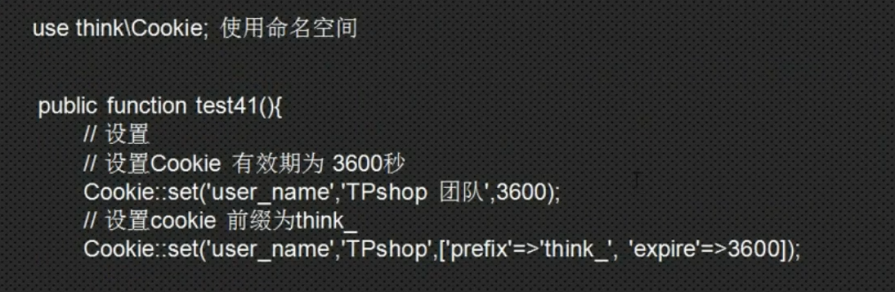 use think\Cookie; 使用命名空间
public function test41(){
// 设置
// 设置Cookie 有效期为 3600秒
Cookie::set('user_name','TPshop 团队',3600);
// 设置cookie 前缀为think_
Cookie::set('user_name','TPshop',['prefix'=>'think_', 'expire'=>3600]);